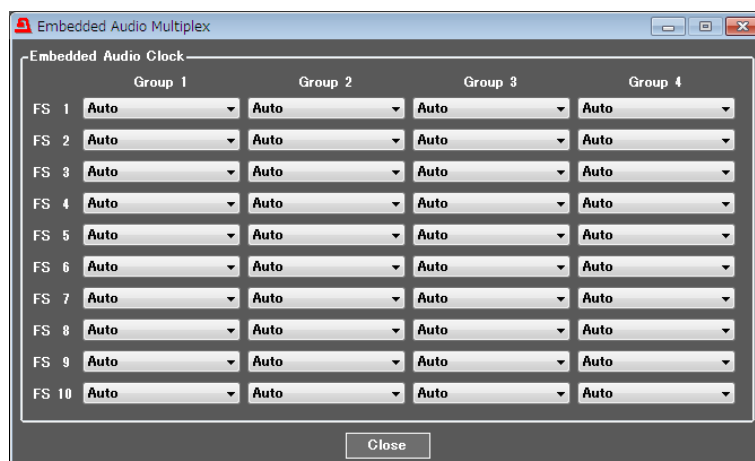 Embedded Audio Multiplex
Embedded Audio Clock
Group 1 Group 2 Group 3 Group 4
FS 1 Auto Auto Auto Auto
FS 2 Auto Auto Auto Auto
FS 3 Auto Auto Auto Auto
FS 4 Auto Auto Auto Auto
FS 5 Auto Auto Auto Auto
FS 6 Auto Auto Auto Auto
FS 7 Auto Auto Auto Auto
FS 8 Auto Auto Auto Auto
FS 9 Auto Auto Auto Auto
FS 10 Auto Auto Auto Auto
Close